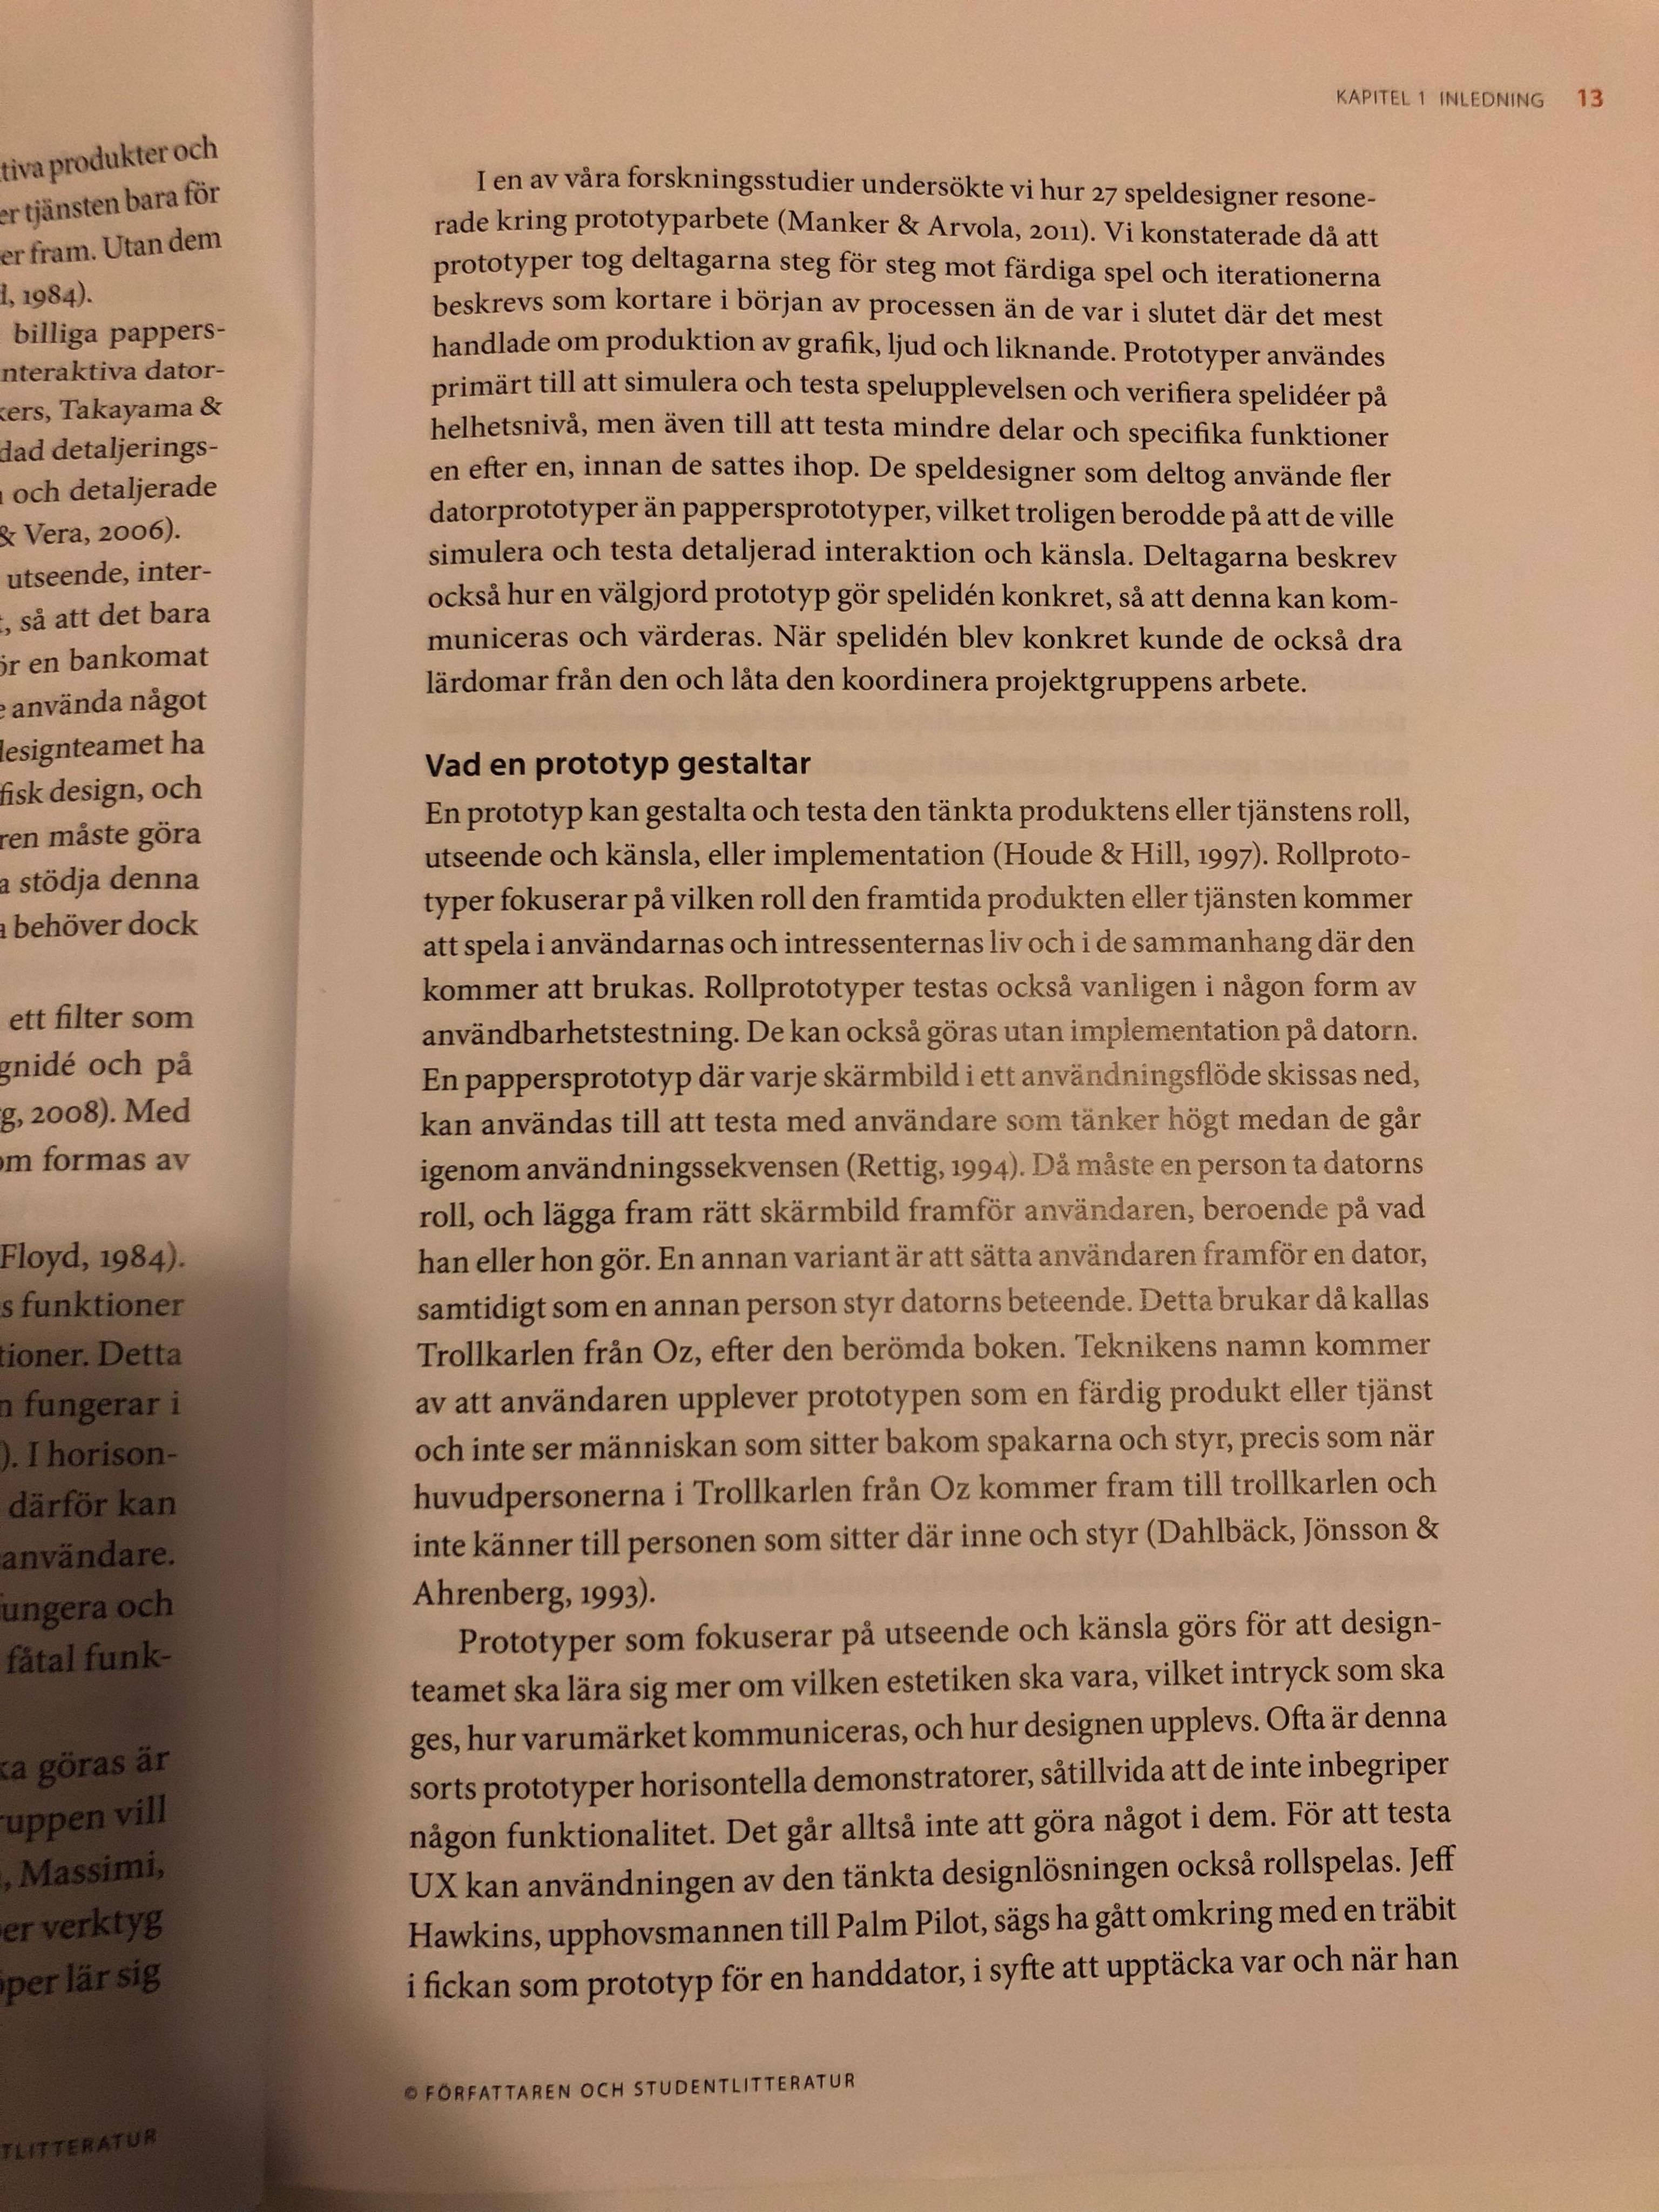 tiva produkter och
er tjänsten bara för
er fram. Utan dem
d, 1984).
billiga pappers-
nteraktiva dator-
kers, Takayama &
dad detaljerings-
och detaljerade
& Vera, 2006).
utseende, inter-
, så att det bara
ör en bankomat
e använda något
designteamet ha
fisk design, och
ren måste göra
a stödja denna
a behöver dock
ett filter som
gnidé och på
g, 2008). Med
om formas av
Floyd, 1984).
s funktioner
tioner. Detta
n fungerar i
). I horison-
därför kan
användare.
fungera och
fåtal funk-
ka göras är
ruppen vill
, Massimi,
er verktyg
öper lär sig
TLITTERATUR
KAPITEL 1 INLEDNING 13
I en av våra forskningsstudier undersökte vi hur 27 speldesigner resone-
rade kring prototyparbete (Manker & Arvola, 2011). Vi konstaterade då att
prototyper tog deltagarna steg för steg mot färdiga spel och iterationerna
beskrevs som kortare i början av processen än de var i slutet där det mest
handlade om produktion av grafik, ljud och liknande. Prototyper användes
primärt till att simulera och testa spelupplevelsen och verifiera spelidéer på
helhetsnivå, men även till att testa mindre delar och specifika funktioner
en efter en, innan de sattes ihop. De speldesigner som deltog använde fler
datorprototyper än pappersprototyper, vilket troligen berodde på att de ville
simulera och testa detaljerad interaktion och känsla. Deltagarna beskrev
också hur en välgjord prototyp gör spelidén konkret, så att denna kan kom-
municeras och värderas. När spelidén blev konkret kunde de också dra
lärdomar från den och låta den koordinera projektgruppens arbete.
Vad en prototyp gestaltar
En prototyp kan gestalta och testa den tänkta produktens eller tjänstens roll,
utseende och känsla, eller implementation (Houde & Hill, 1997). Rollproto-
typer fokuserar på vilken roll den framtida produkten eller tjänsten kommer
att spela i användarnas och intressenternas liv och i de sammanhang där den
kommer att brukas. Rollprototyper testas också vanligen i någon form av
användbarhetstestning. De kan också göras utan implementation på datorn.
En pappersprototyp där varje skärmbild i ett användningsflöde skissas ned,
kan användas till att testa med användare som tänker högt medan de går
igenom användningssekvensen (Rettig, 1994). Då måste en person ta datorns
roll, och lägga fram rätt skärmbild framför användaren, beroende på vad
han eller hon gör. En annan variant är att sätta användaren framför en dator,
samtidigt som en annan person styr datorns beteende. Detta brukar då kallas
Trollkarlen från Oz, efter den berömda boken. Teknikens namn kommer
av att användaren upplever prototypen som en färdig produkt eller tjänst
och inte ser människan som sitter bakom spakarna och styr, precis som när
huvudpersonerna i Trollkarlen från Oz kommer fram till trollkarlen och
inte känner till personen som sitter där inne och styr (Dahlbäck, Jönsson &
Ahrenberg, 1993).
Prototyper som fokuserar på utseende och känsla görs för att design-
teamet ska lära sig mer om vilken estetiken ska vara, vilket intryck som ska
ges, hur varumärket kommuniceras, och hur designen upplevs. Ofta är denna
sorts prototyper horisontella demonstratorer, såtillvida att de inte inbegriper
någon funktionalitet. Det går alltså inte att göra något i dem. För att testa
UX kan användningen av den tänkta designlösningen också rollspelas. Jeff
Hawkins, upphovsmannen till Palm Pilot, sägs ha gått omkring med en träbit
i fickan som prototyp för en handdator, i syfte att upptäcka var och när han
© FÖRFATTAREN OCH STUDENTLITTERATUR